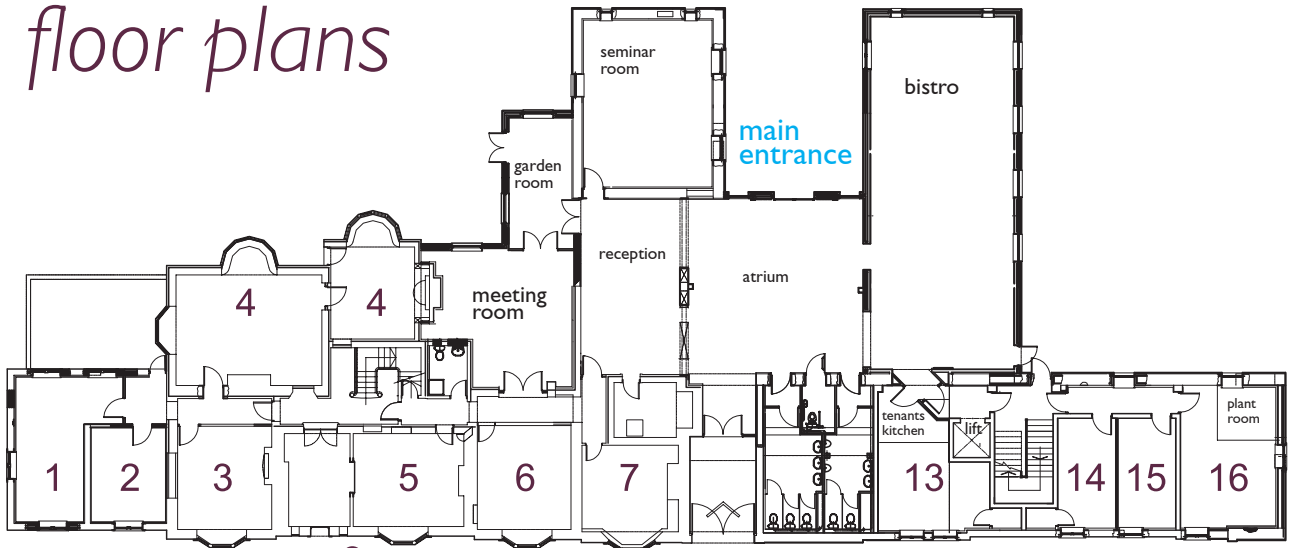 floor plans
seminar
room
bistro
main
entrance
garden
room
reception
atrium
meeting
room
4
4
1
2
3
5
6
7
tenants
kitchen
lift
plant
room
13
14
15
16